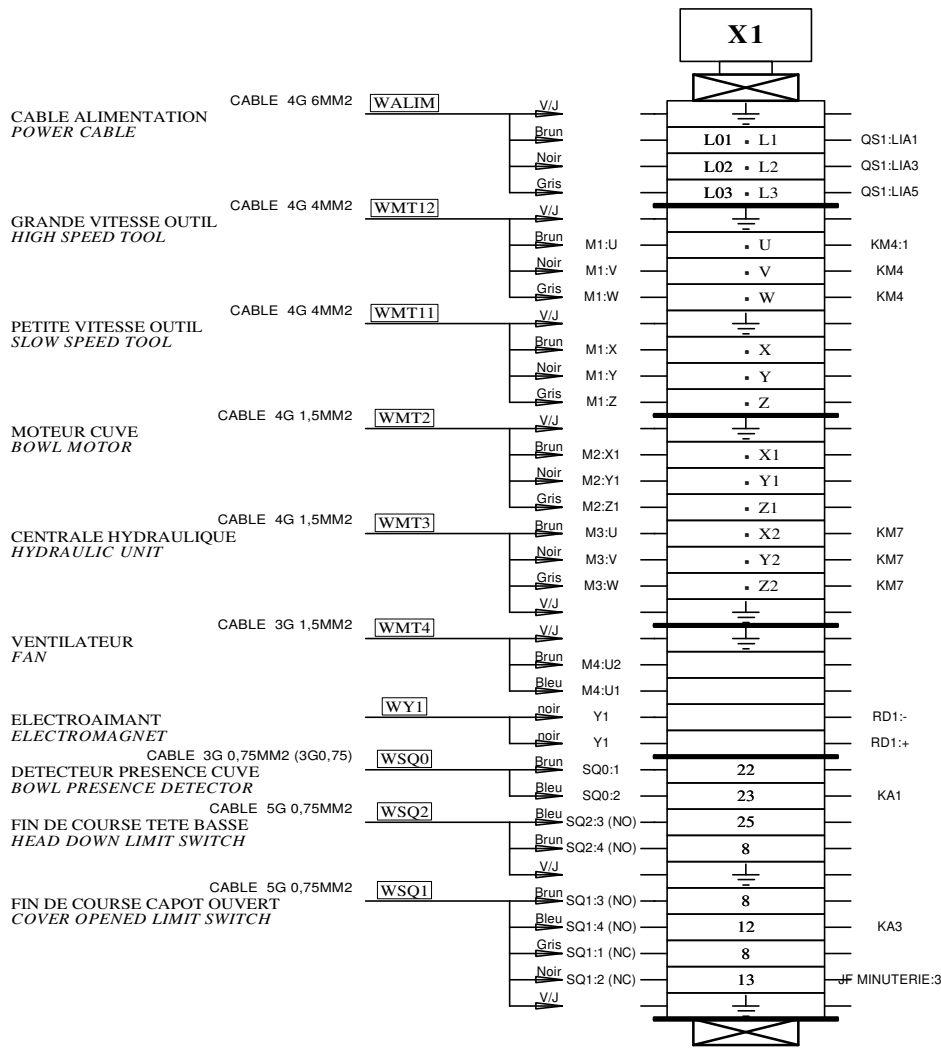 X1
CABLE 4G 6MM2 WALIM V/J
CABLE ALIMENTATION
POWER CABLE
Brun L01 L1 QS1:LIA1
Noir L02 L2 QS1:LIA3
Gris L03 L3 QS1:LIA5
CABLE 4G 4MM2 WMT12 V/J
GRANDE VITESSE OUTIL
HIGH SPEED TOOL
Brun M1:U U KM4:1
Noir M1:V V KM4
Gris M1:W W KM4
CABLE 4G 4MM2 WMT11 V/J
PETITE VITESSE OUTIL
SLOW SPEED TOOL
Brun M1:X X
Noir M1:Y Y
Gris M1:Z Z
CABLE 4G 1,5MM2 WMT2 V/J
MOTEUR CUVE
BOWL MOTOR
Brun M2:X1 X1
Noir M2:Y1 Y1
Gris M2:Z1 Z1
CABLE 4G 1,5MM2 WMT3 Brun M3:U X2 KM7
CENTRALE HYDRAULIQUE
HYDRAULIC UNIT
Noir M3:V Y2 KM7
Gris M3:W Z2 KM7
V/J
CABLE 3G 1,5MM2 WMT4 V/J
VENTILATEUR
FAN
Brun M4:U2
Bleu M4:U1
WY1 noir Y1 RD1:-
ELECTROAIMANT
ELECTROMAGNET
noir Y1 RD1:+
CABLE 3G 0,75MM2 (3G0,75) WSQ0 Brun SQ0:1 22
DETECTEUR PRESENCE CUVE
BOWL PRESENCE DETECTOR
Bleu SQ0:2 23 KA1
CABLE 5G 0,75MM2 WSQ2 Bleu SQ2:3 (NO) 25
FIN DE COURSE TETE BASSE
HEAD DOWN LIMIT SWITCH
Brun SQ2:4 (NO) 8
V/J
CABLE 5G 0,75MM2 WSQ1 Brun SQ1:3 (NO) 8
FIN DE COURSE CAPOT OUVERT
COVER OPENED LIMIT SWITCH
Bleu SQ1:4 (NO) 12 KA3
Gris SQ1:1 (NC) 8
Noir SQ1:2 (NC) 13 JF MINUTERIE:3
V/J